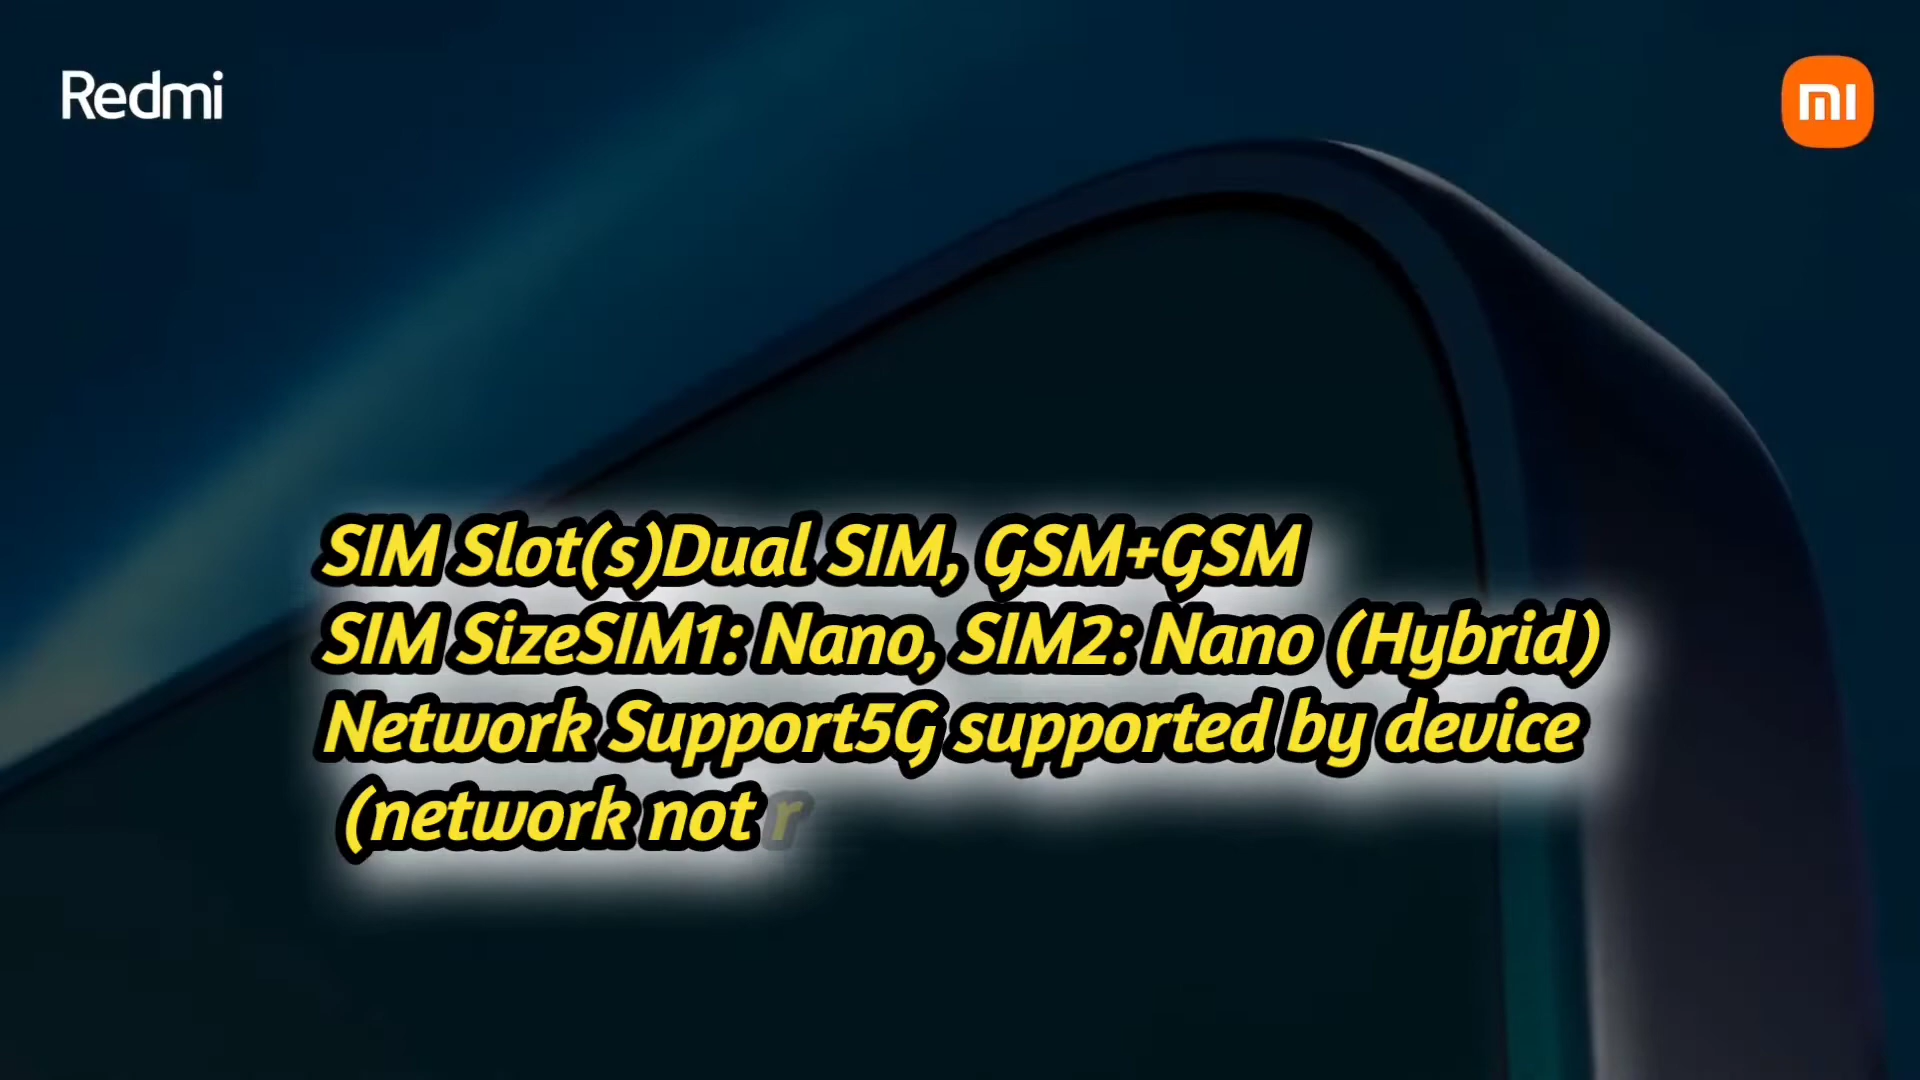 Redmi
mi
SIM Slot(s)Dual SIM, GSM+GSM
SIM SizeSIM1: Nano, SIM2: Nano (Hybrid)
Network Support5G supported by device
(network not r